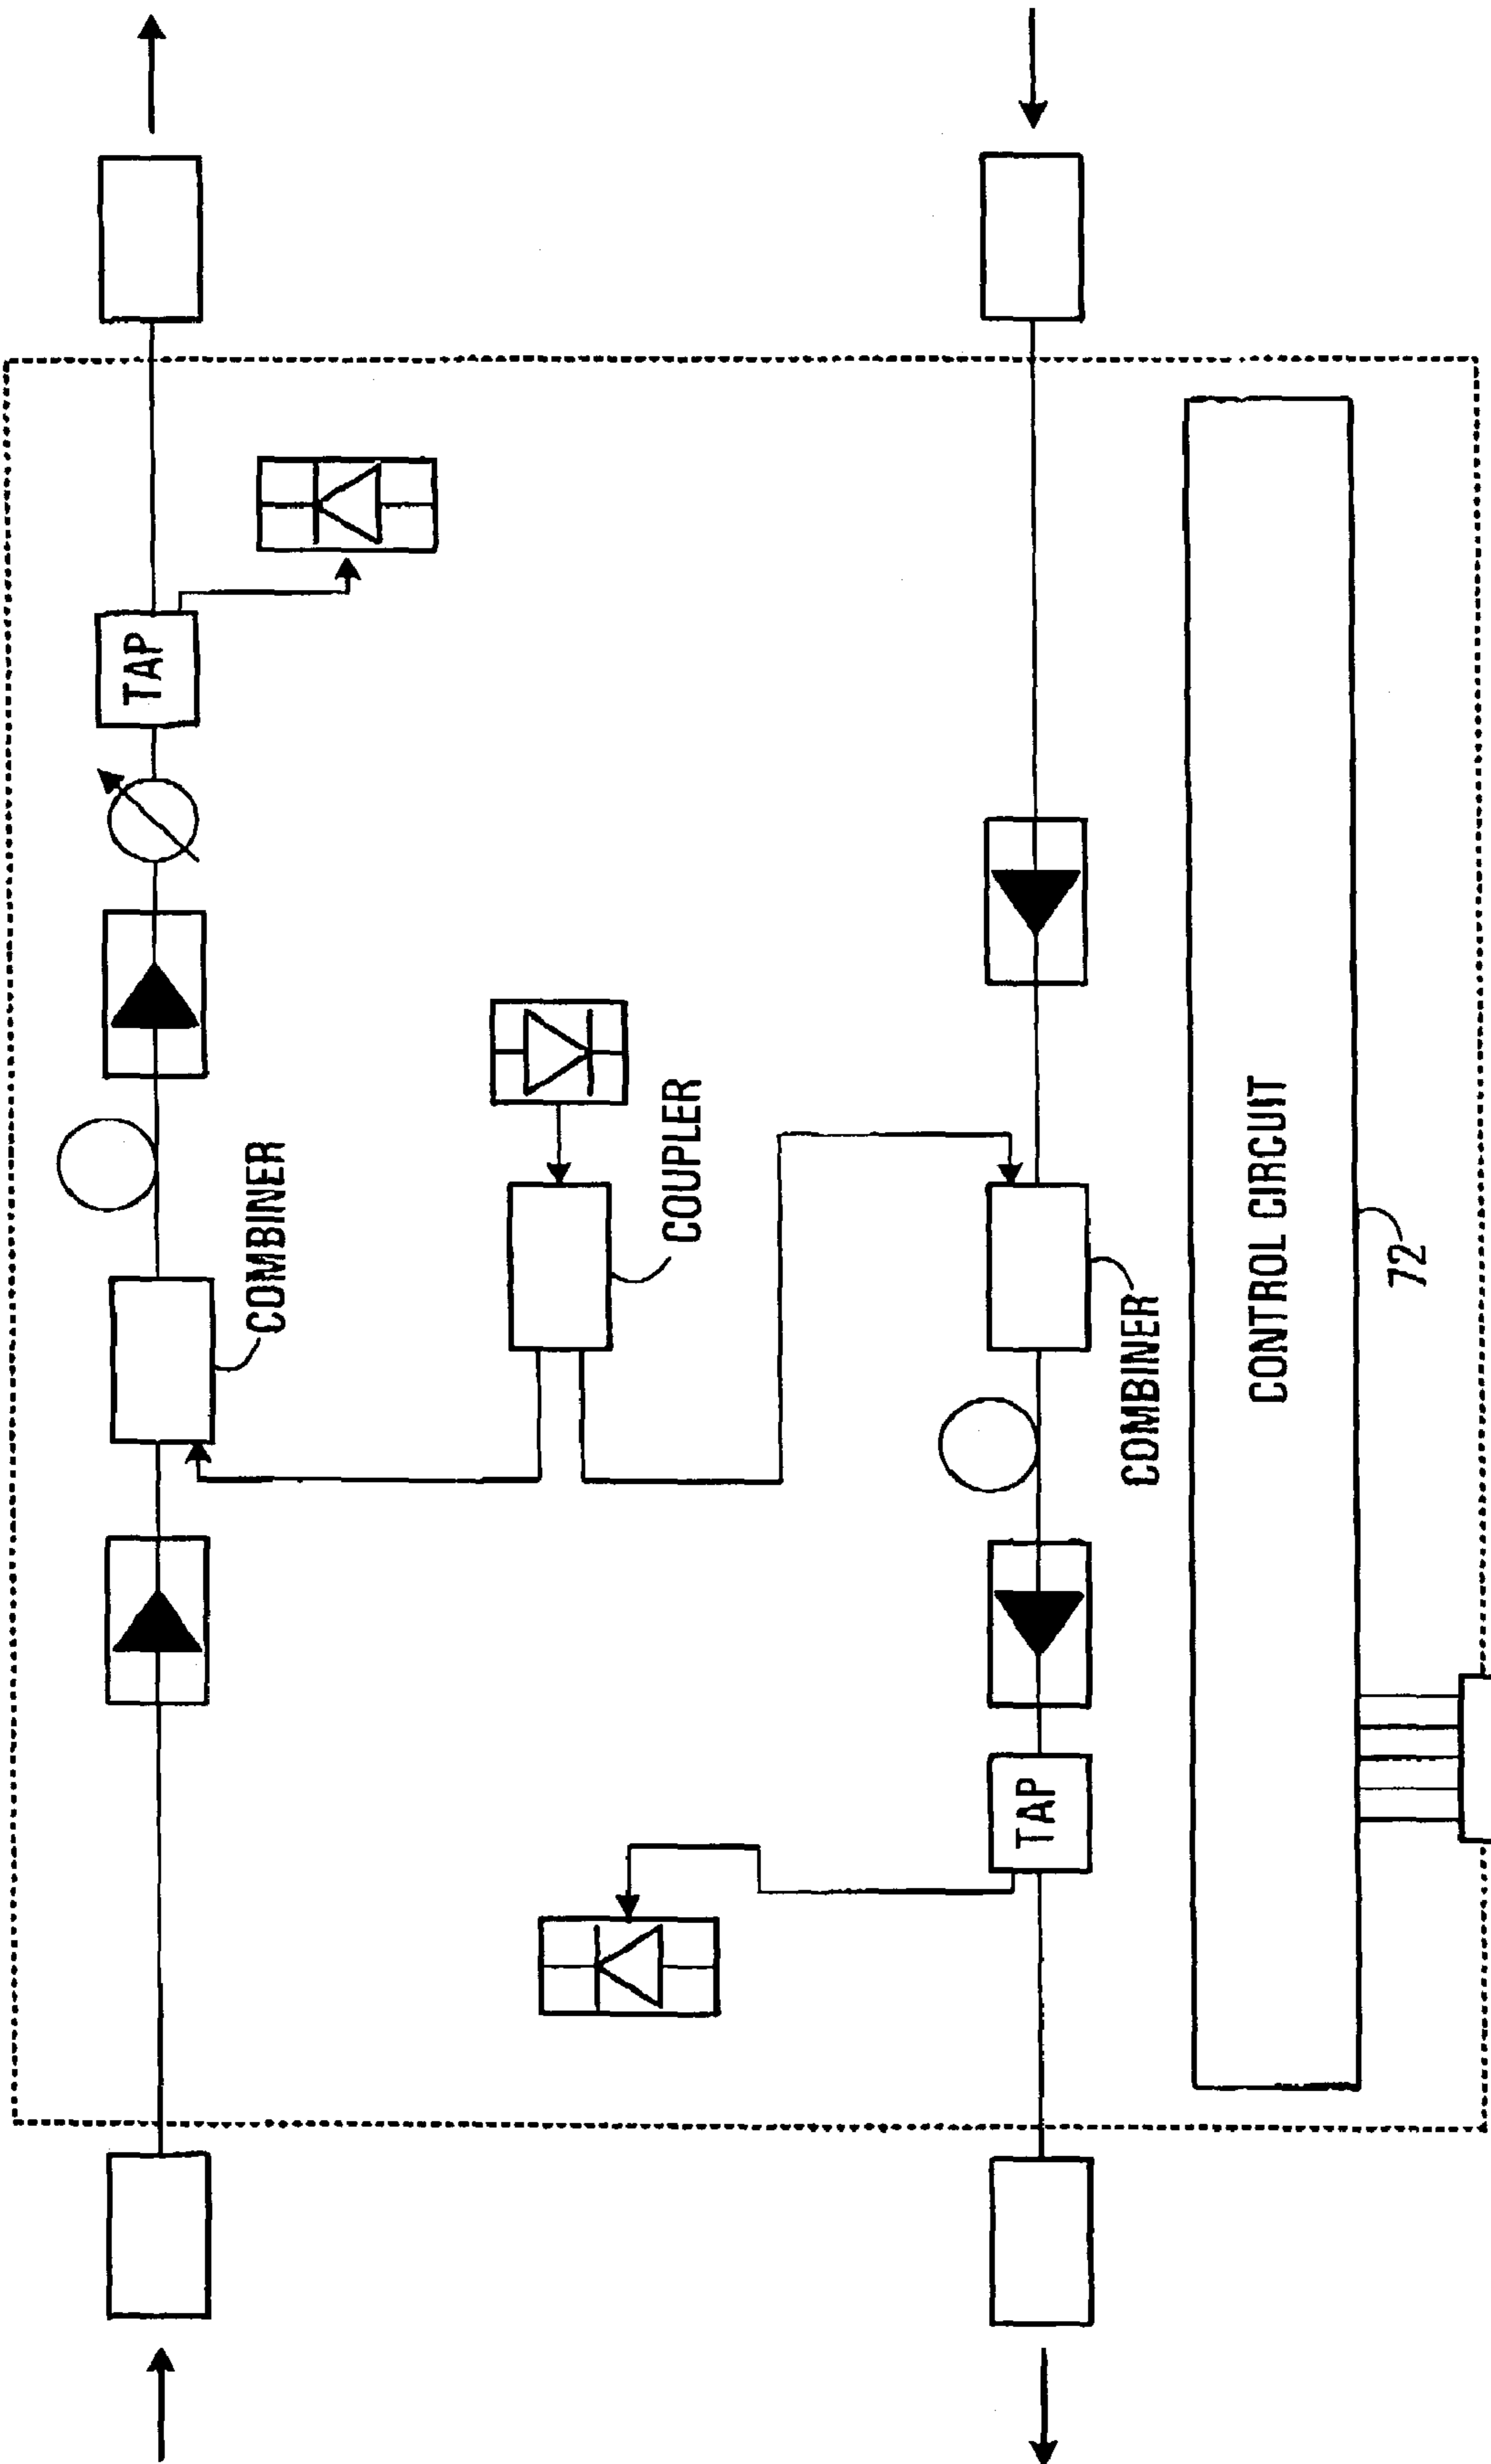 TAP
COMBINER
COUPLER
COMBINER
TAP
CONTROL CIRCUIT
72